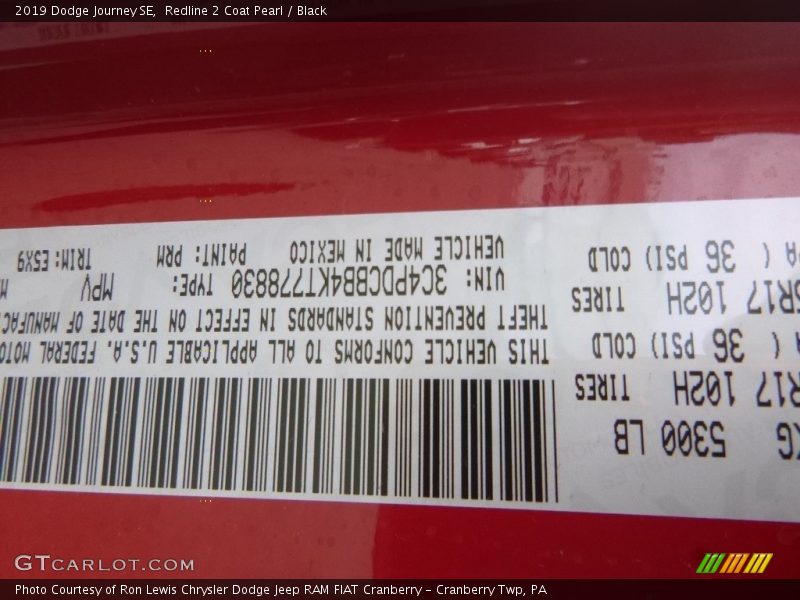 2019 Dodge Journey SE, Redline 2 Coat Pearl / Black
5300 LB
R17 102H TIRES
36 PSI) COLD
R17 102H TIRES
36 PSI) COLD
THIS VEHICLE CONFORMS TO ALL APPLICABLE U.S.A. FEDERAL
THEFT PREVENTION STANDARDS IN EFFECT ON THE DATE OF
VIN: 3C4PDCBB4KT778830 TYPE: MPV
VEHICLE MADE IN MEXICO PAINT: PRM TRIM: E5X9
GTCARLOT.COM
Photo Courtesy of Ron Lewis Chrysler Dodge Jeep RAM FIAT Cranberry – Cranberry Twp, PA